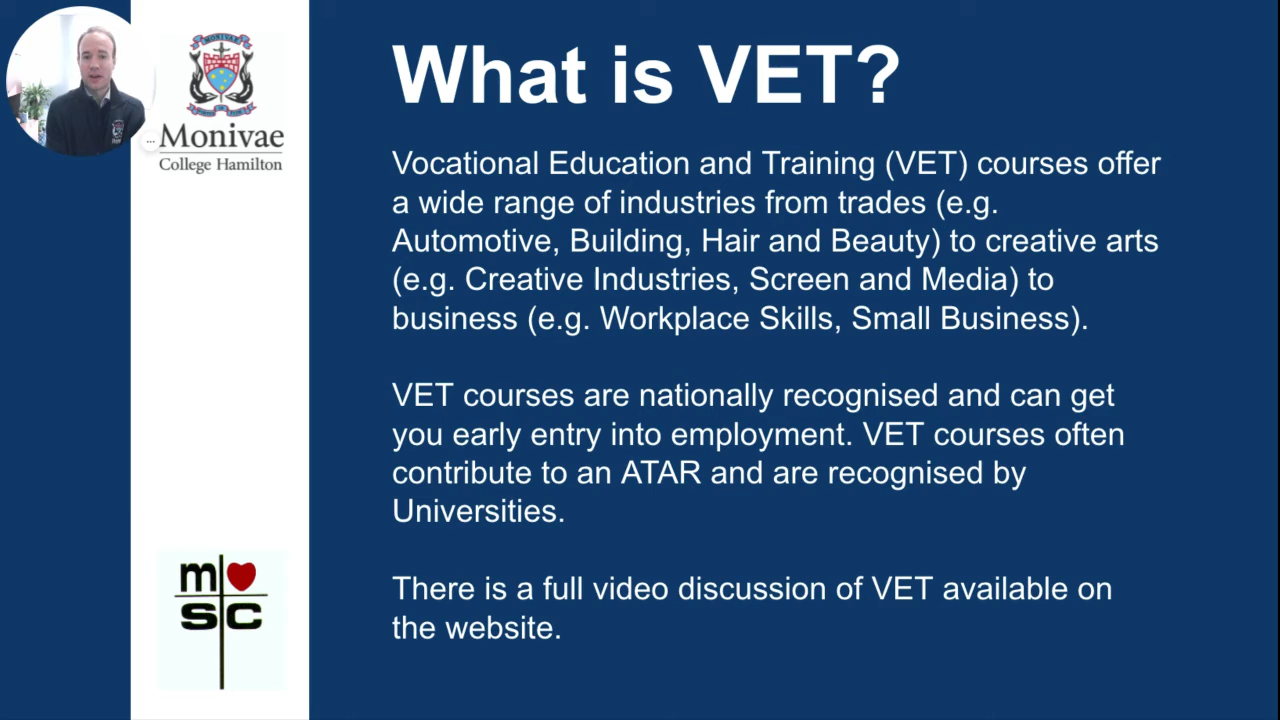 MONIVAE
Monivae
College Hamilton
What is VET?
Vocational Education and Training (VET) courses offer
a wide range of industries from trades (e.g.
Automotive, Building, Hair and Beauty) to creative arts
(e.g. Creative Industries, Screen and Media) to
business (e.g. Workplace Skills, Small Business).
VET courses are nationally recognised and can get
you early entry into employment. VET courses often
contribute to an ATAR and are recognised by
Universities.
There is a full video discussion of VET available on
the website.
m
sc